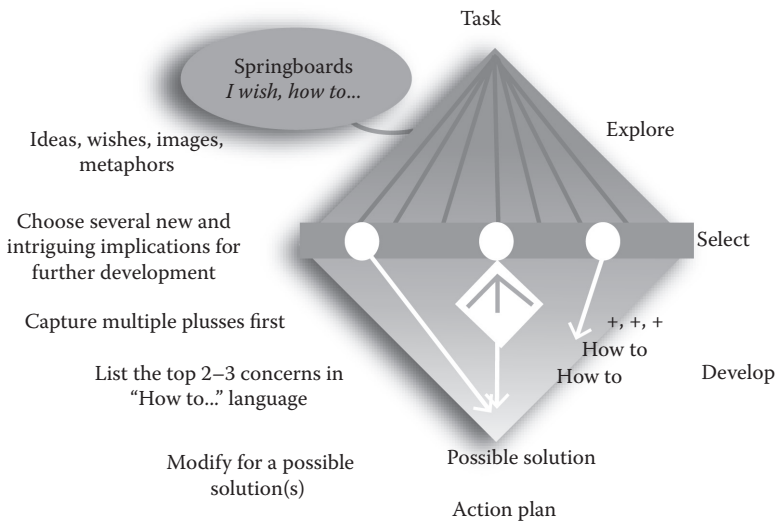 Task
Springboards
I wish, how to...
Ideas, wishes, images,
metaphors
Explore
Choose several new and
intriguing implications for
further development
Select
Capture multiple plusses first
+, +, +
How to
How to
List the top 2–3 concerns in
“How to...” language
Develop
Modify for a possible
solution(s)
Possible solution
Action plan